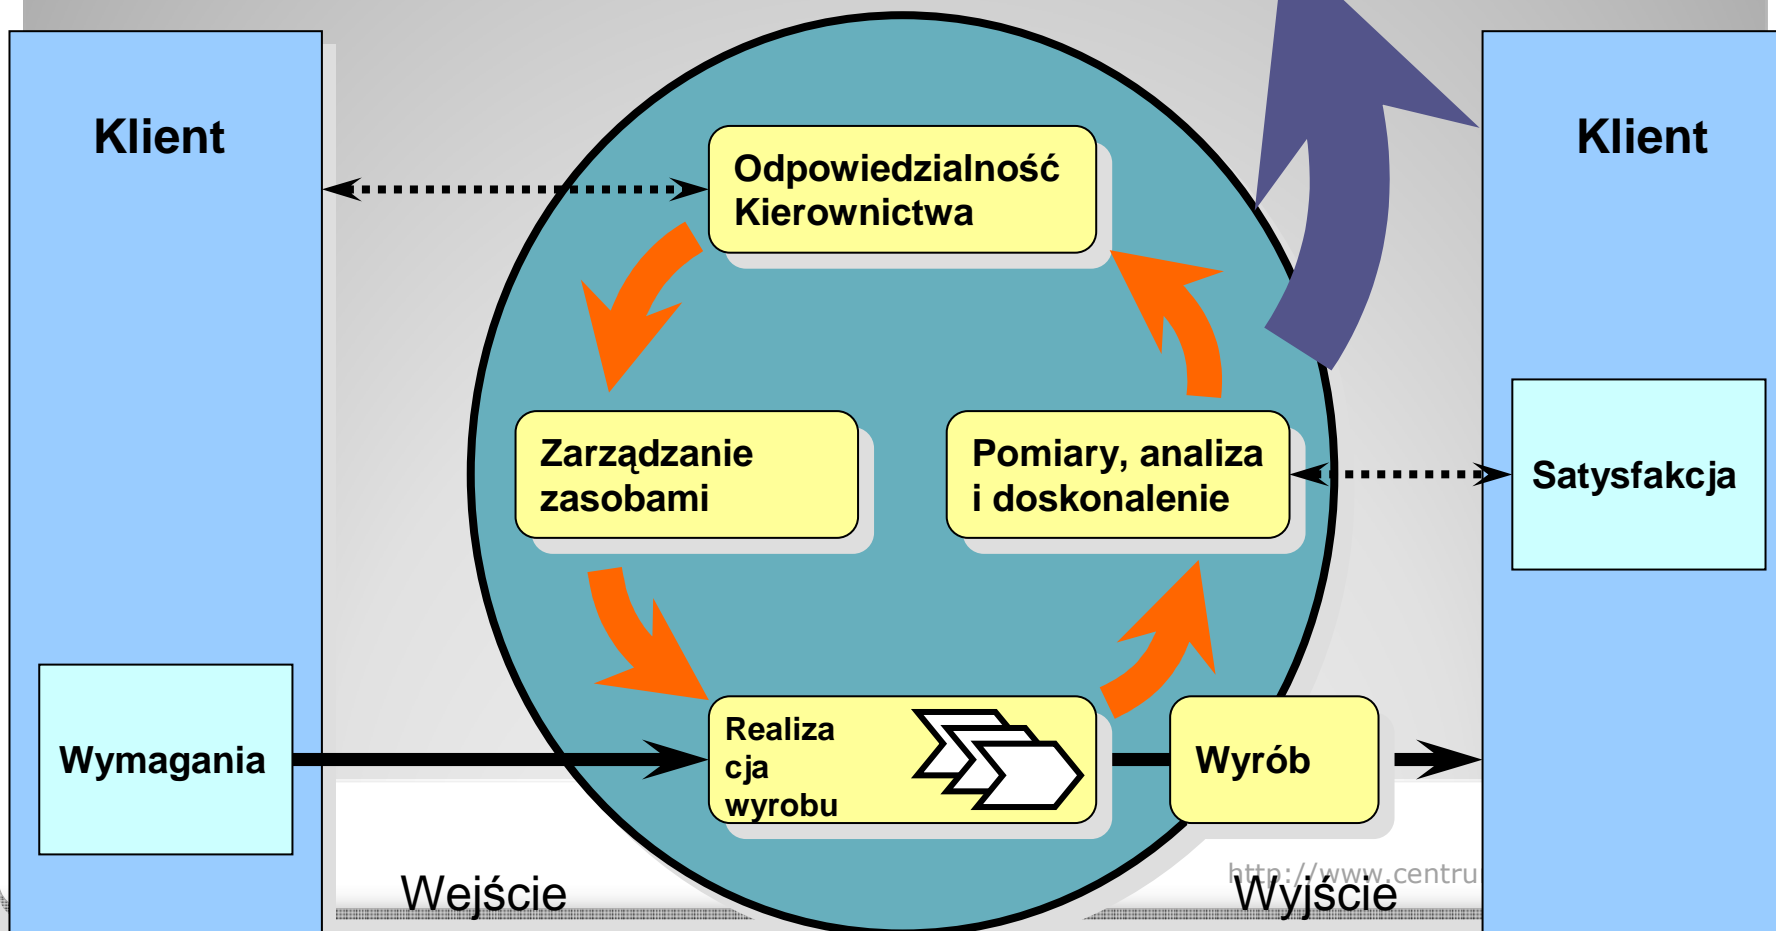 Klient
Klient
Odpowiedzialność
Kierownictwa
Zarządzanie
zasobami
Pomiary, analiza
i doskonalenie
Satysfakcja
Wymagania
Realiza
cja
wyrobu
Wyrób
Wejście
Wyjście
http://www.centru